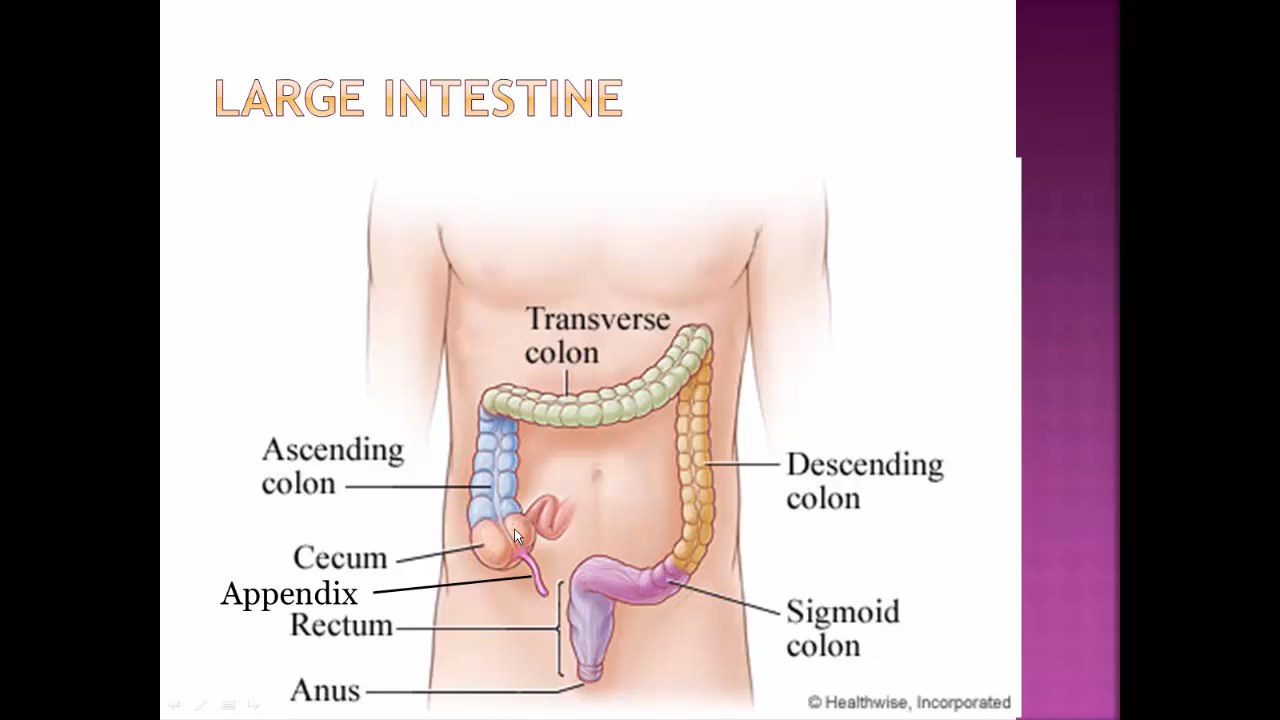 LARGE INTESTINE
Transverse
colon
Ascending
colon
Descending
colon
Cecum
Appendix
Rectum
Sigmoid
colon
Anus
© Healthwise, Incorporated